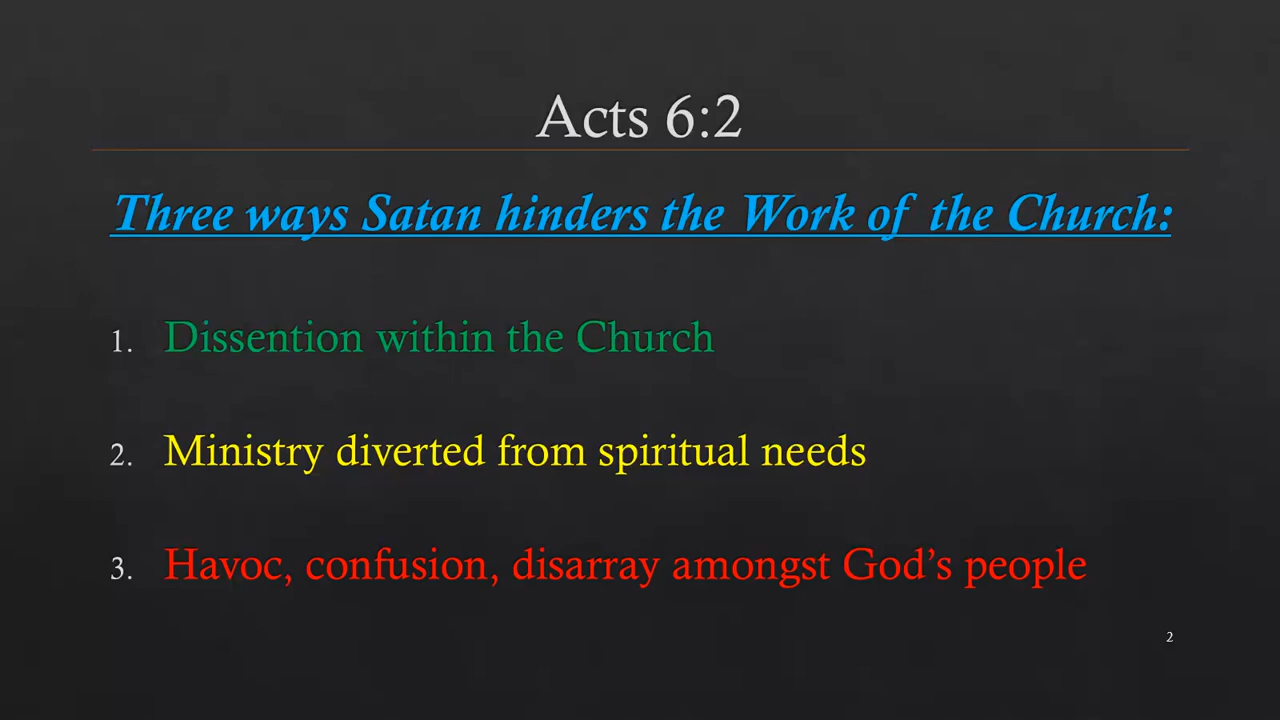 Acts 6:2
Three ways Satan hinders the Work of the Church:
1. Dissention within the Church
2. Ministry diverted from spiritual needs
3. Havoc, confusion, disarray amongst God’s people
2